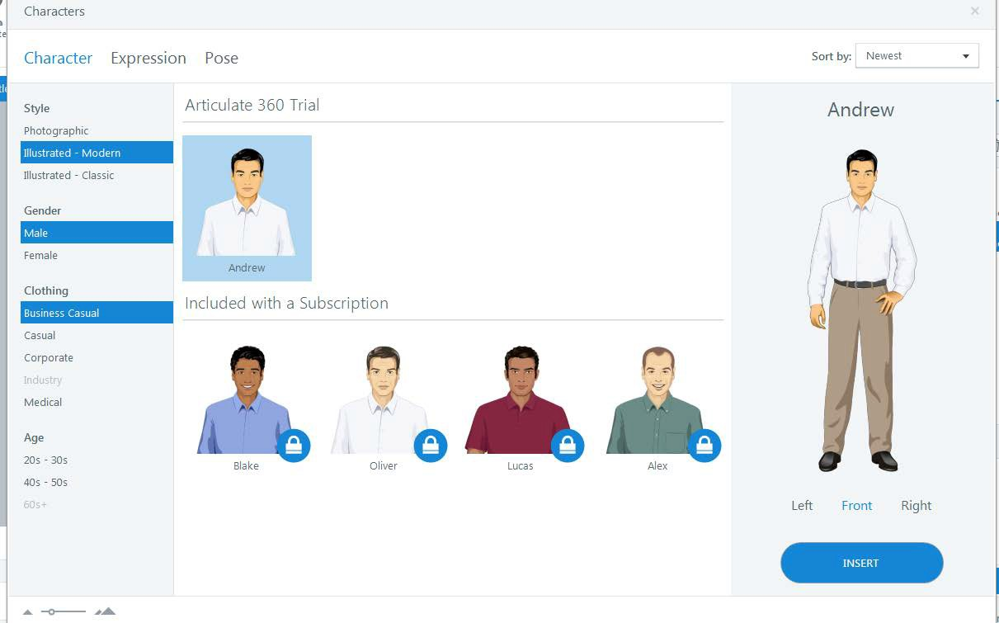 Characters
Character Expression Pose
Sort by: Newest
Style
Photographic
Illustrated - Modern
Illustrated - Classic
Gender
Male
Female
Clothing
Business Casual
Casual
Corporate
Industry
Medical
Age
20s - 30s
40s - 50s
60s+
Articulate 360 Trial
Andrew
Included with a Subscription
Blake Oliver Lucas Alex
Andrew
Left Front Right
INSERT